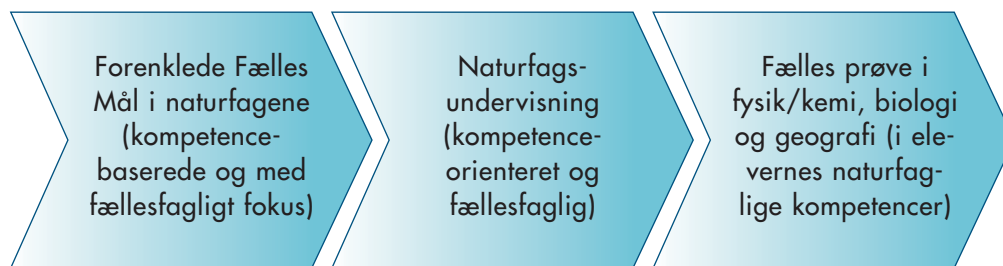 Forenklede Fælles
Mål i naturfagene
(kompetence-
baserede og med
fællesfagligt fokus)
Naturfags-
undervisning
(kompetence-
orienteret og
fællesfaglig)
Fælles prøve i
fysik/kemi, biologi
og geografi (i ele-
vernes naturfag-
lige kompetencer)